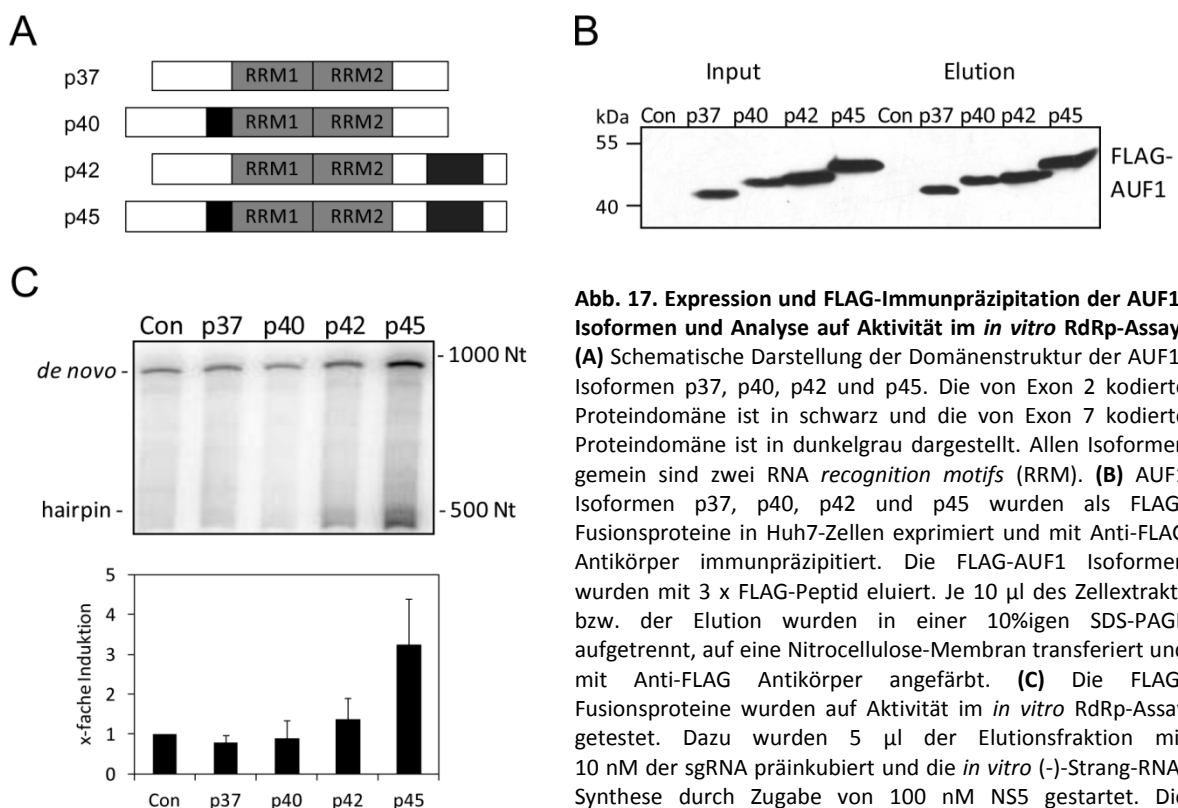 A
p37 RRM1 RRM2
p40 RRM1 RRM2
p42 RRM1 RRM2
p45 RRM1 RRM2
B
Input Elution
kDa Con p37 p40 p42 p45 Con p37 p40 p42 p45
55
40
FLAG-
AUF1
C
Con p37 p40 p42 p45
de novo -
- 1000 Nt
hairpin -
- 500 Nt
x-fache Induktion
5
4
3
2
1
0
Con p37 p40 p42 p45
Abb. 17. Expression und FLAG-Immunpräzipitation der AUF1
Isoformen und Analyse auf Aktivität im in vitro RdRp-Assay
(A) Schematische Darstellung der Domänenstruktur der AUF1
Isoformen p37, p40, p42 und p45. Die von Exon 2 kodierte
Proteindomäne ist in schwarz und die von Exon 7 kodierte
Proteindomäne ist in dunkelgrau dargestellt. Allen Isoformen
gemein sind zwei RNA recognition motifs (RRM). (B) AUF1
Isoformen p37, p40, p42 und p45 wurden als FLAG
Fusionsproteine in Huh7-Zellen exprimiert und mit Anti-FLAG
Antikörper immunpräzipitiert. Die FLAG-AUF1 Isoformen
wurden mit 3 x FLAG-Peptid eluiert. Je 10 µl des Zellextrakt
bzw. der Elution wurden in einer 10%igen SDS-PAGE
aufgetrennt, auf eine Nitrocellulose-Membran transferiert und
mit Anti-FLAG Antikörper angefärbt. (C) Die FLAG
Fusionsproteine wurden auf Aktivität im in vitro RdRp-Assay
getestet. Dazu wurden 5 µl der Elutionsfraktion mit
10 nM der sgRNA präinkubiert und die in vitro (-)-Strang-RNA
Synthese durch Zugabe von 100 nM NS5 gestartet. Die